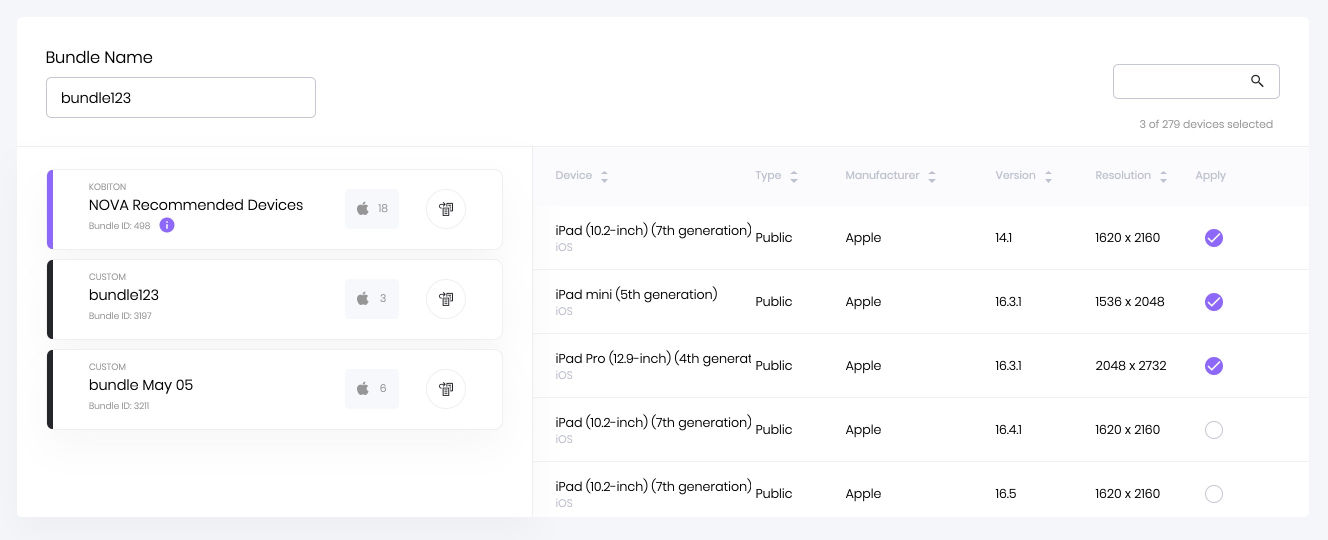 Bundle Name
bundle123
3 of 279 devices selected
KOBITON
NOVA Recommended Devices
Bundle ID: 498
18
CUSTOM
bundle123
Bundle ID: 3197
3
CUSTOM
bundle May 05
Bundle ID: 3211
6
Device Type Manufacturer Version Resolution Apply
iPad (10.2-inch) (7th generation) Public Apple 14.1 1620 x 2160
iOS
iPad mini (5th generation) Public Apple 16.3.1 1536 x 2048
iOS
iPad Pro (12.9-inch) (4th generat Public Apple 16.3.1 2048 x 2732
iOS
iPad (10.2-inch) (7th generation) Public Apple 16.4.1 1620 x 2160
iOS
iPad (10.2-inch) (7th generation) Public Apple 16.5 1620 x 2160
iOS